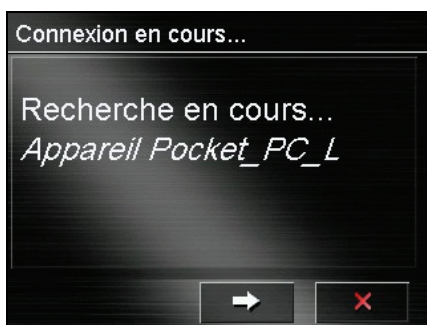 Connexion en cours...
Recherche en cours...
Appareil Pocket_PC_L